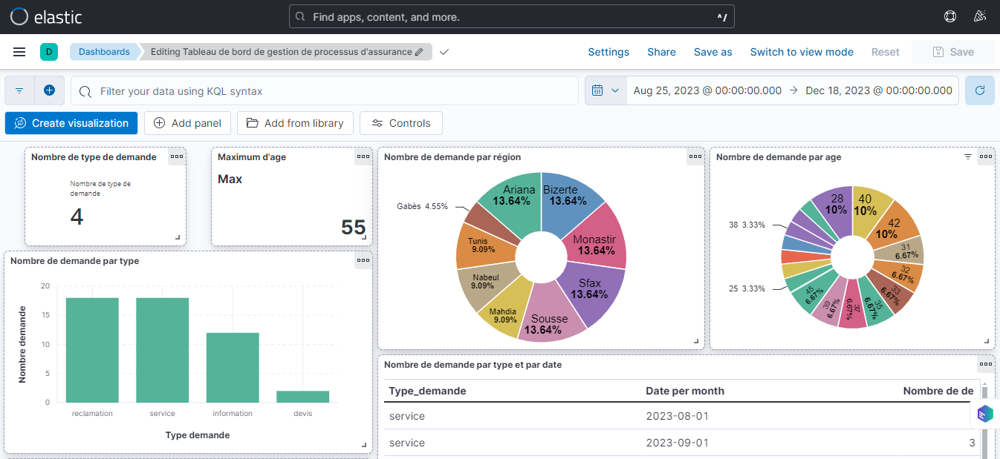 elastic
Find apps, content, and more.
^/
D
Dashboards
Editing Tableau de bord de gestion de processus d'assurance
Settings
Share
Save as
Switch to view mode
Reset
Save
Filter your data using KQL syntax
Aug 25, 2023 @ 00:00:00.000 → Dec 18, 2023 @ 00:00:00.000
Create visualization
Add panel
Add from library
Controls
Nombre de type de demande
Nombre de type de
demande
4
Maximum d'age
Max
55
Nombre de demande par région
Ariana
13.64%
Bizerte
13.64%
Gabès 4.55%
Monastir
13.64%
Tunis
9.09%
Sfax
13.64%
Nabeul
9.09%
Mahdia
9.09%
Sousse
13.64%
Nombre de demande par age
28
10%
40
10%
42
10%
38 3.33%
31
6.67%
32
6.67%
25 3.33%
33
6.67%
45
6.67%
39
6.67%
37
6.67%
35
6.67%
Nombre de demande par type
20
15
10
5
0
Nombre demande
reclamation
service
information
devis
Type demande
Nombre de demande par type et par date
Type_demande
Date per month
Nombre de de
service
2023-08-01
service
2023-09-01
3